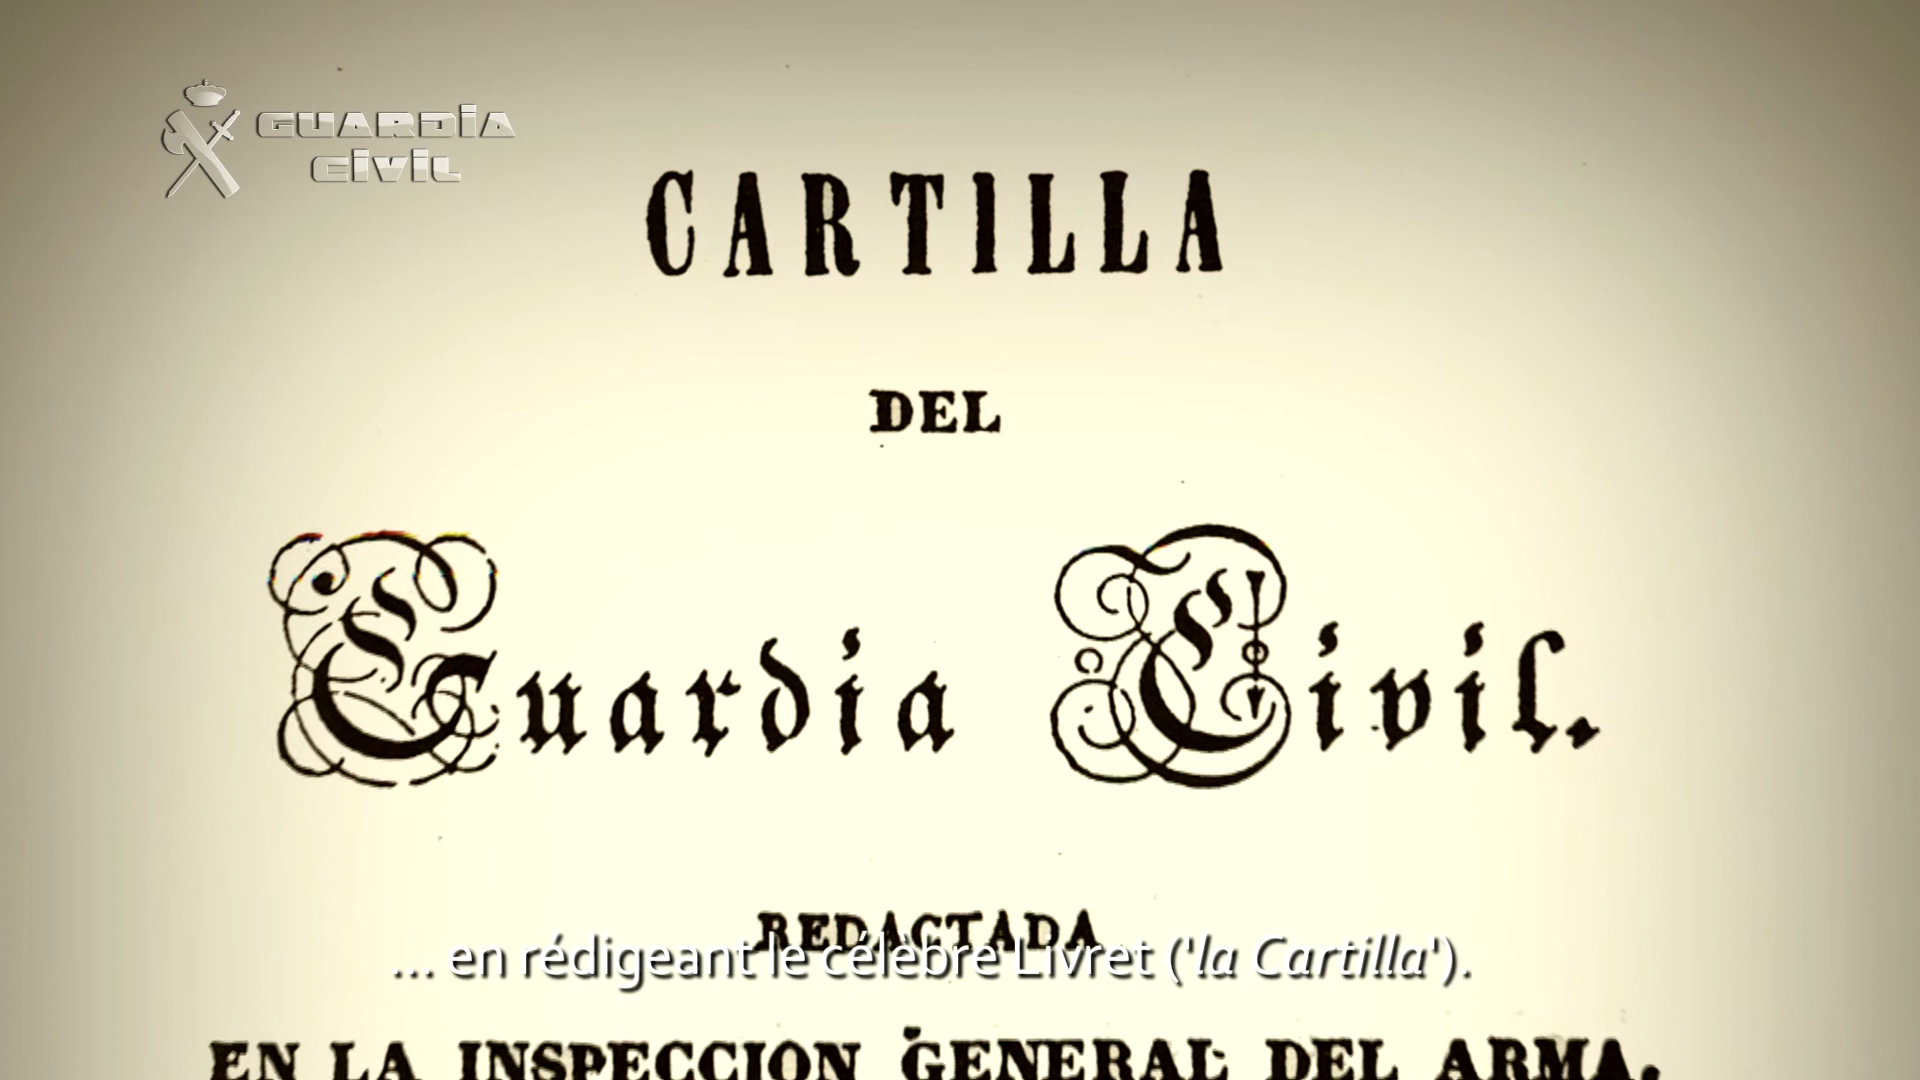 GUARDIA
CIVIL
CARTILLA
DEL
Guardia Civil.
REDACTADA
... en rédigeant le célèbre Livret ('la Cartilla').
EN LA INSPECCION GENERAL DEL ARMA.